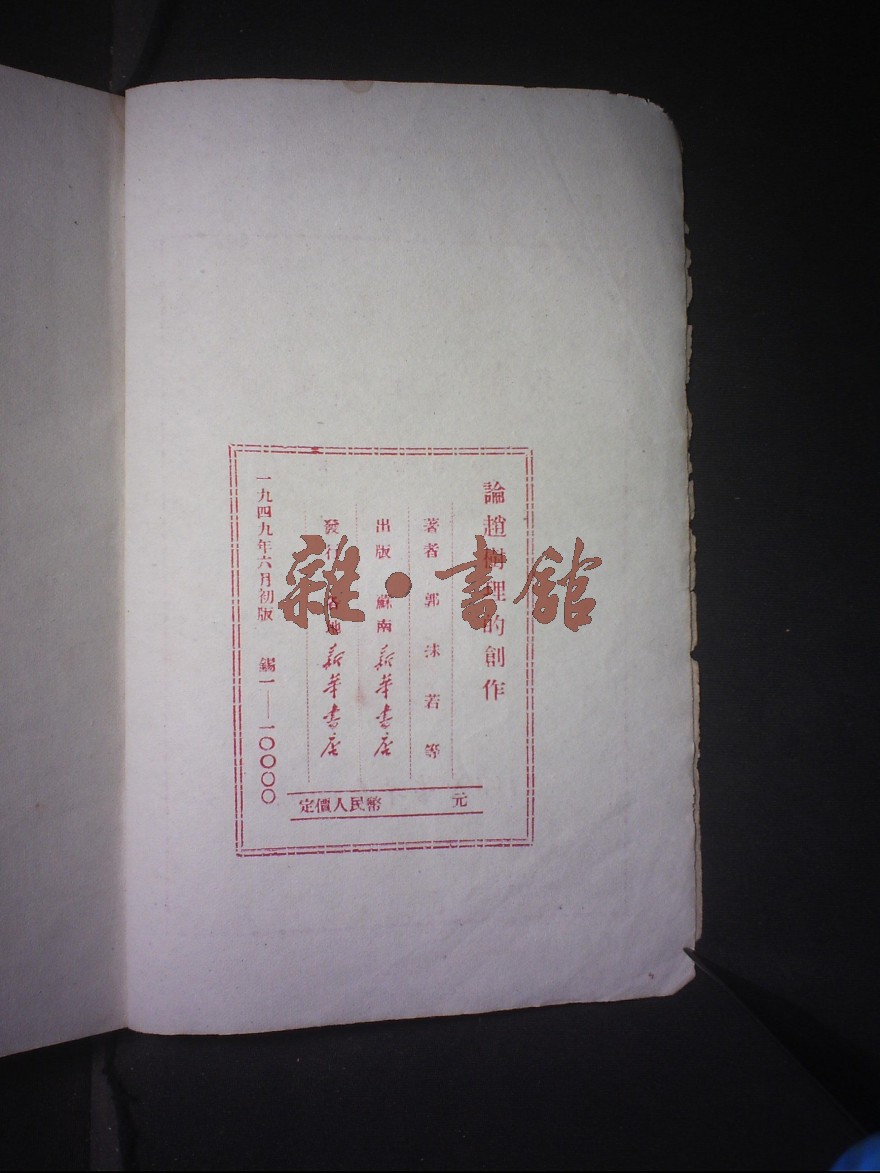 論趙樹理的創作
著者 郭沫若等
出版 蘇南新華書店
發行 各地新華書店
一九四九年六月初版 錫一——一〇〇〇〇
定價人民幣 元
雜·書館